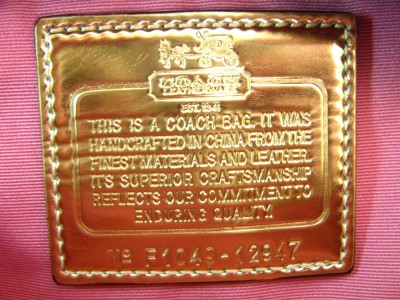 COACH
LEATHERWARE
EST. 1941
THIS IS A COACH BAG. IT WAS
HANDCRAFTED IN CHINA FROM THE
FINEST MATERIALS AND LEATHER.
ITS SUPERIOR CRAFTSMANSHIP
REFLECTS OUR COMMITMENT TO
ENDURING QUALITY.
Nº F1049-12947